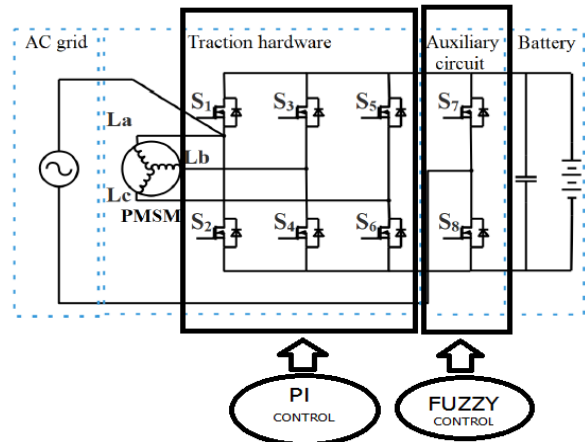 AC grid
Traction hardware
Auxiliary
circuit
Battery
S1
S3
S5
S7
La
Lb
Lc
PMSM
S2
S4
S6
S8
PI
CONTROL
FUZZY
CONTROL